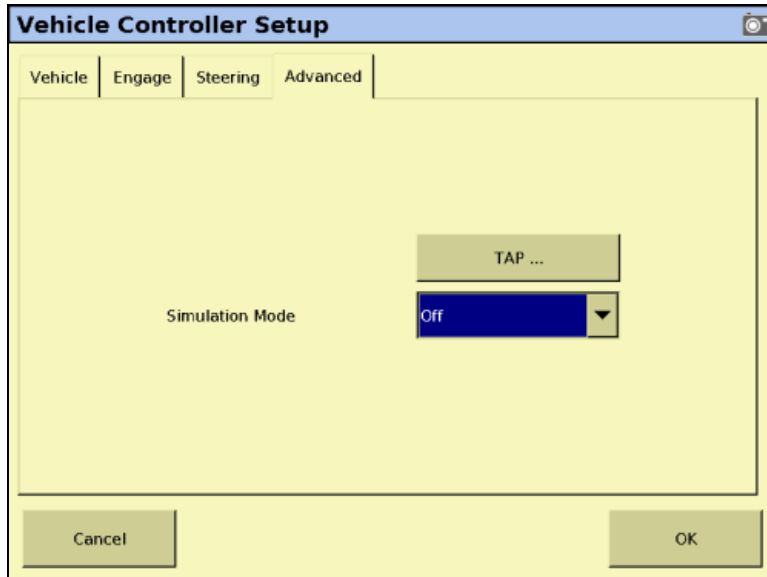 Vehicle Controller Setup
Vehicle Engage Steering Advanced
TAP ...
Simulation Mode Off
Cancel OK